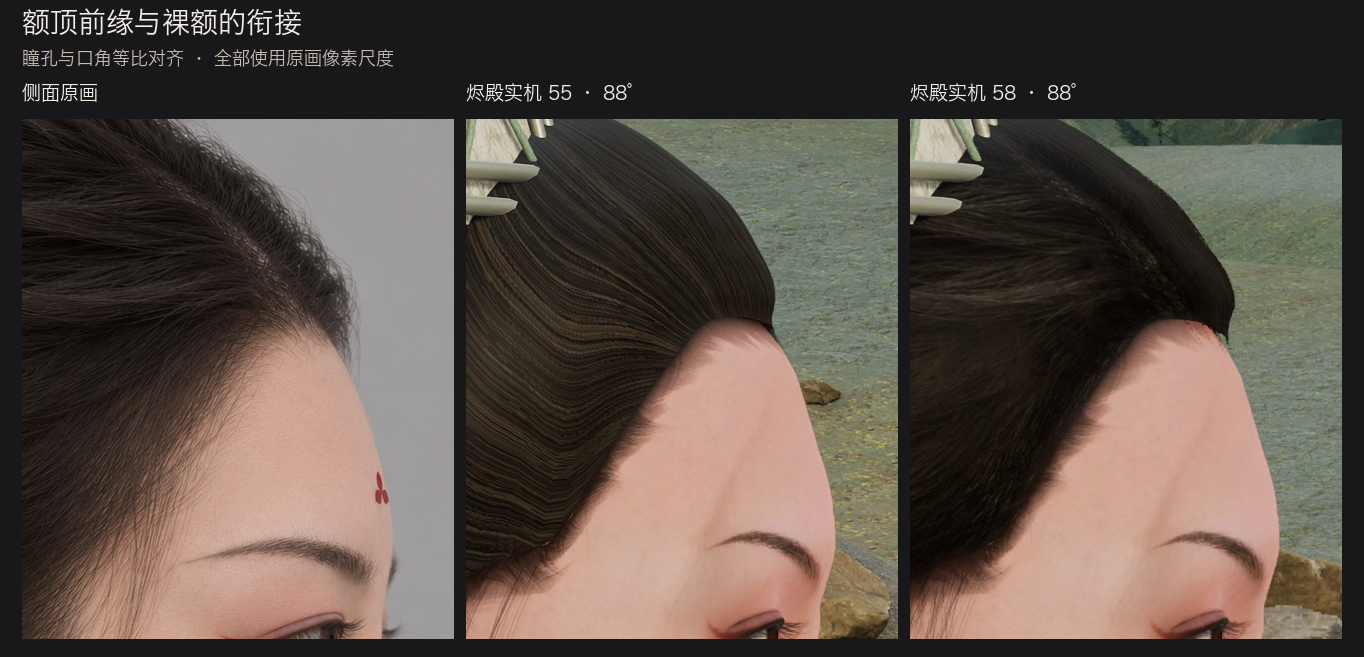 额顶前缘与裸额的衔接
瞳孔与口角等比对齐 · 全部使用原画像素尺度
侧面原画
烬殿实机 55 · 88°
烬殿实机 58 · 88°